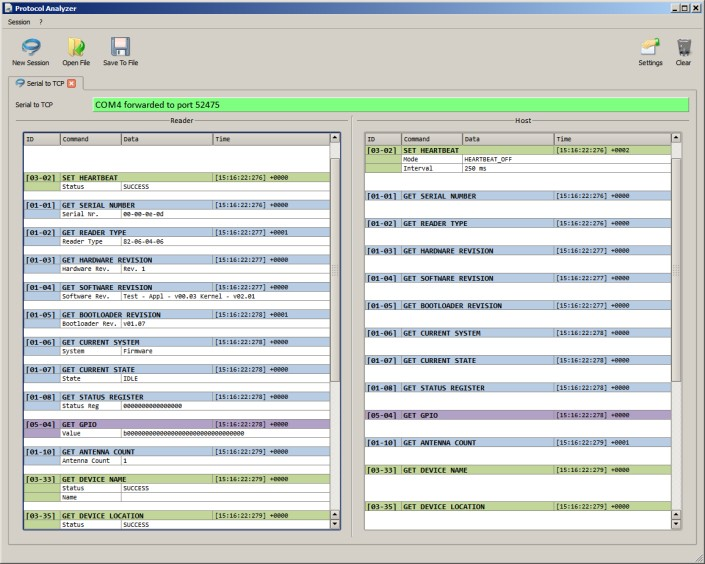 Protocol Analyzer
Session ?
New Session Open File Save To File Settings Clear
Serial to TCP
Serial to TCP COM4 forwarded to port 52475
Reader
ID Command Data Time
[03-02] SET HEARTBEAT [15:16:22:276] +0000
Status SUCCESS
[01-01] GET SERIAL NUMBER [15:16:22:276] +0000
Serial Nr. 00-00-0e-0d
[01-02] GET READER TYPE [15:16:22:277] +0001
Reader Type 82-06-04-06
[01-03] GET HARDWARE REVISION [15:16:22:277] +0000
Hardware Rev. Rev. 1
[01-04] GET SOFTWARE REVISION [15:16:22:277] +0000
Software Rev. Test - Appl - v00.03 Kernel - v02.01
[01-05] GET BOOTLOADER REVISION [15:16:22:278] +0001
Bootloader Rev. v01.07
[01-06] GET CURRENT SYSTEM [15:16:22:278] +0000
System Firmware
[01-07] GET CURRENT STATE [15:16:22:278] +0000
State IDLE
[01-08] GET STATUS REGISTER [15:16:22:278] +0000
Status Reg 0000000000000000
[05-04] GET GPIO [15:16:22:278] +0000
Value
[01-10] GET ANTENNA COUNT [15:16:22:279] +0000
Antenna Count 1
[03-33] GET DEVICE NAME [15:16:22:279] +0000
Status SUCCESS
Name
[03-35] GET DEVICE LOCATION [15:16:22:279] +0000
Status SUCCESS
Host
ID Command Data Time
[03-02] SET HEARTBEAT [15:16:22:276] +0002
Mode HEARTBEAT_OFF
Interval 250 ms
[01-01] GET SERIAL NUMBER [15:16:22:276] +0000
[01-02] GET READER TYPE [15:16:22:276] +0000
[01-03] GET HARDWARE REVISION [15:16:22:277] +0000
[01-04] GET SOFTWARE REVISION [15:16:22:277] +0000
[01-05] GET BOOTLOADER REVISION [15:16:22:277] +0000
[01-06] GET CURRENT SYSTEM [15:16:22:278] +0000
[01-07] GET CURRENT STATE [15:16:22:278] +0000
[01-08] GET STATUS REGISTER [15:16:22:278] +0000
[05-04] GET GPIO [15:16:22:278] +0000
[01-10] GET ANTENNA COUNT [15:16:22:279] +0001
[03-33] GET DEVICE NAME [15:16:22:279] +0000
[03-35] GET DEVICE LOCATION [15:16:22:279] +0000